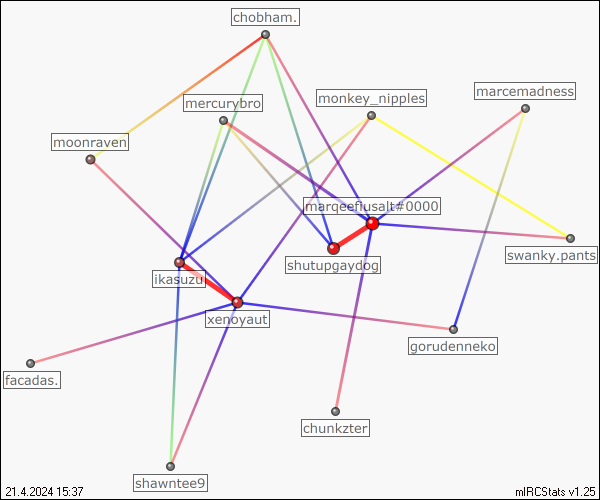 chobham.
marcemadness
monkey_nipples
mercurybro
moonraven
marqeefiusalt#0000
swanky.pants
shutupgaydog
ikasuzu
xenoyaut
gorudenneko
facadas.
chunkzter
shawntee9
21.4.2024 15:37
mIRCStats v1.25